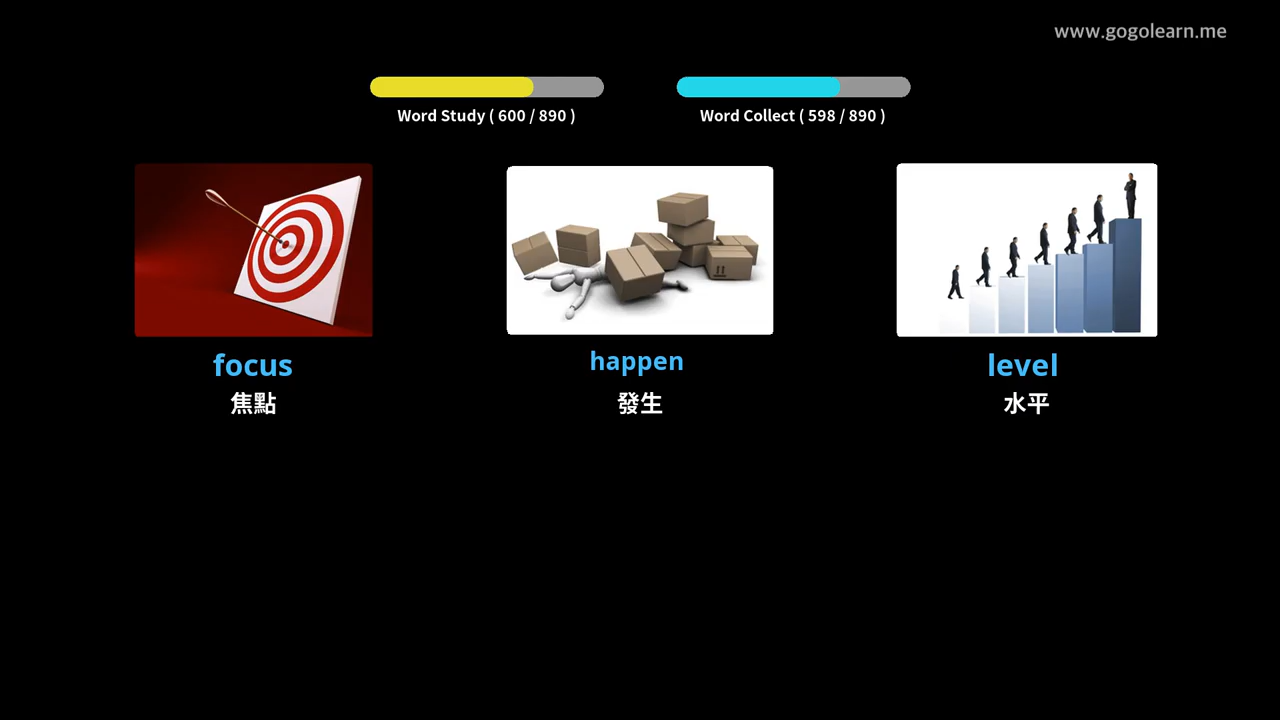 www.gogolearn.me
Word Study ( 600 / 890 )
Word Collect ( 598 / 890 )
focus
焦點
happen
發生
level
水平